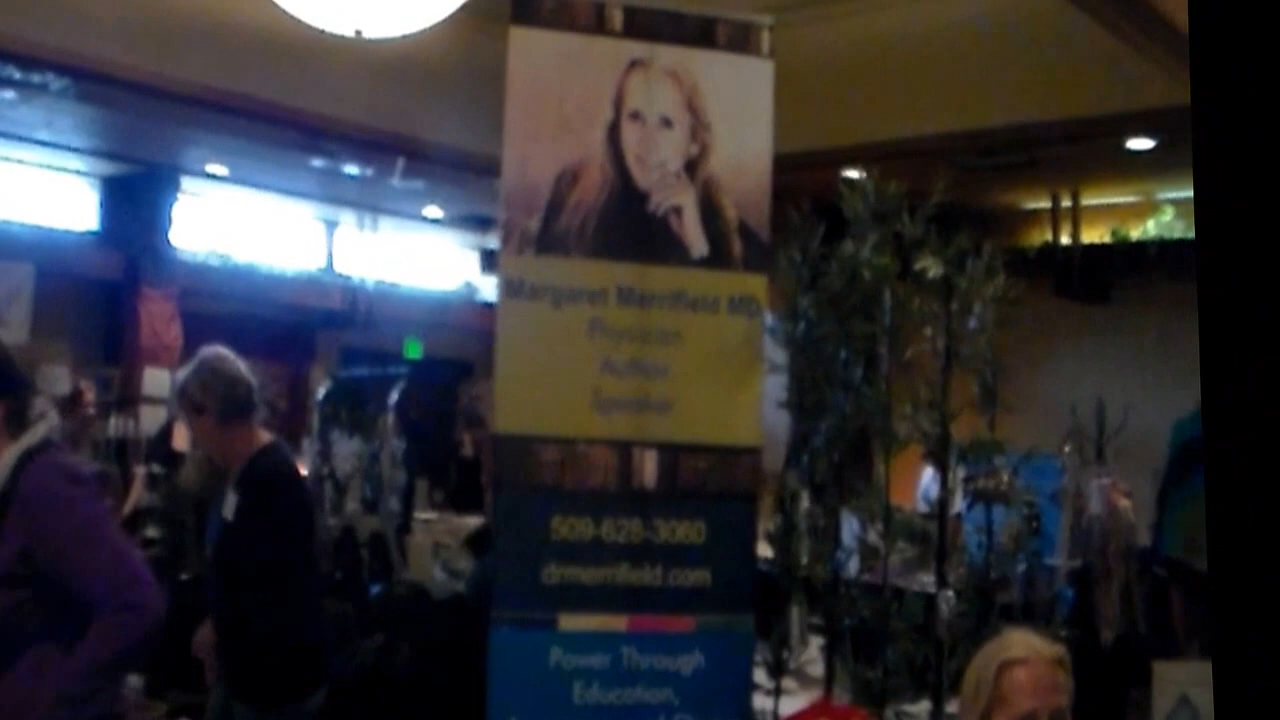 Margaret Merrifield MD
Physician
Author
Speaker
509-628-3060
drmerrifield.com
Power Through
Education,